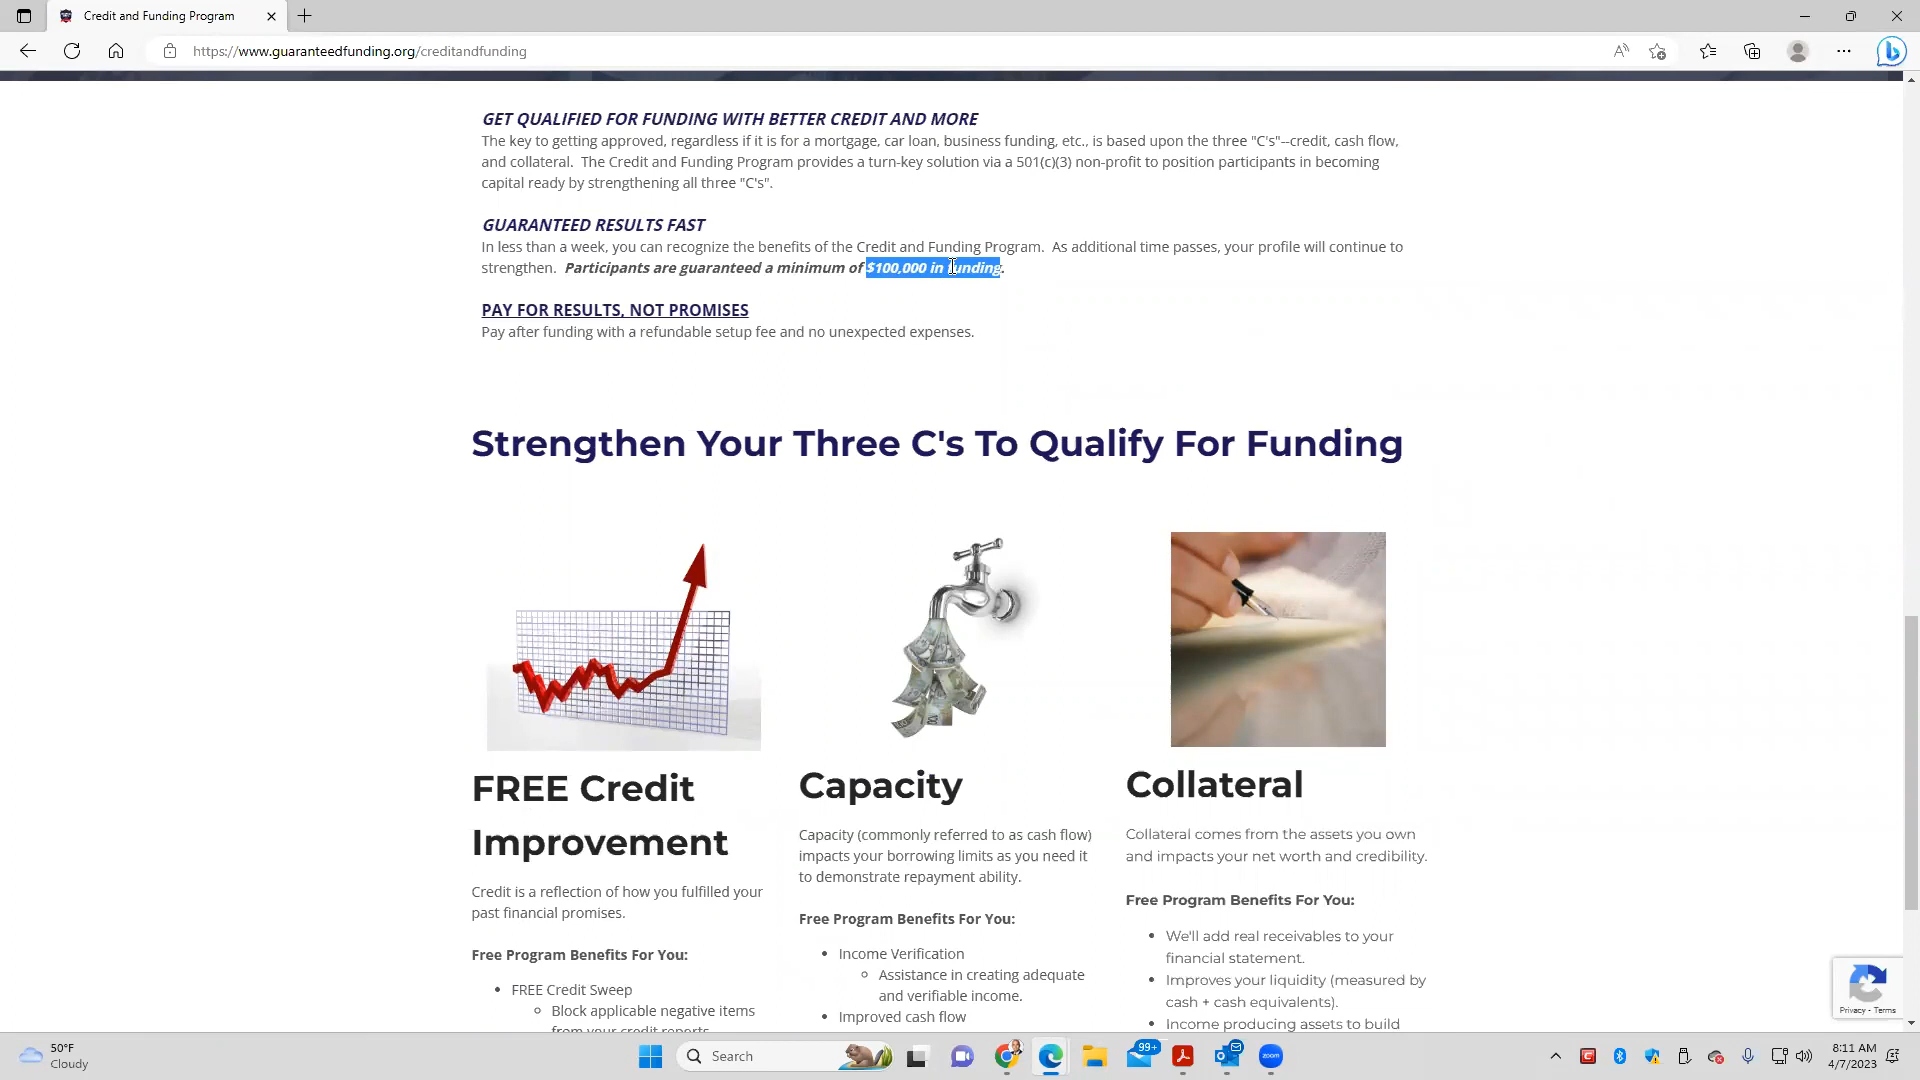 Credit and Funding Program
https://www.guaranteedfunding.org/creditandfunding
GET QUALIFIED FOR FUNDING WITH BETTER CREDIT AND MORE
The key to getting approved, regardless if it is for a mortgage, car loan, business funding, etc., is based upon the three "C's"--credit, cash flow,
and collateral. The Credit and Funding Program provides a turn-key solution via a 501(c)(3) non-profit to position participants in becoming
capital ready by strengthening all three "C's".
GUARANTEED RESULTS FAST
In less than a week, you can recognize the benefits of the Credit and Funding Program. As additional time passes, your profile will continue to
strengthen. Participants are guaranteed a minimum of $100,000 in funding.
PAY FOR RESULTS, NOT PROMISES
Pay after funding with a refundable setup fee and no unexpected expenses.
Strengthen Your Three C's To Qualify For Funding
FREE Credit
Improvement
Credit is a reflection of how you fulfilled your
past financial promises.
Free Program Benefits For You:
FREE Credit Sweep
Block applicable negative items
from your credit reports
Capacity
Capacity (commonly referred to as cash flow)
impacts your borrowing limits as you need it
to demonstrate repayment ability.
Free Program Benefits For You:
Income Verification
Assistance in creating adequate
and verifiable income.
Improved cash flow
Collateral
Collateral comes from the assets you own
and impacts your net worth and credibility.
Free Program Benefits For You:
We'll add real receivables to your
financial statement.
Improves your liquidity (measured by
cash + cash equivalents).
Income producing assets to build
Privacy - Terms
50°F
Cloudy
Search
99+
zoom
8:11 AM
4/7/2023